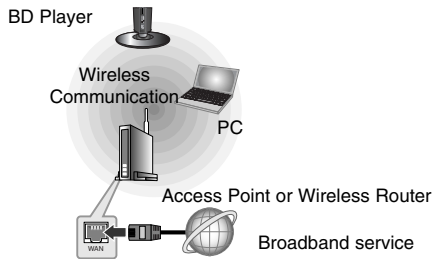 BD Player
Wireless
Communication
PC
Access Point or Wireless Router
WAN
Broadband service